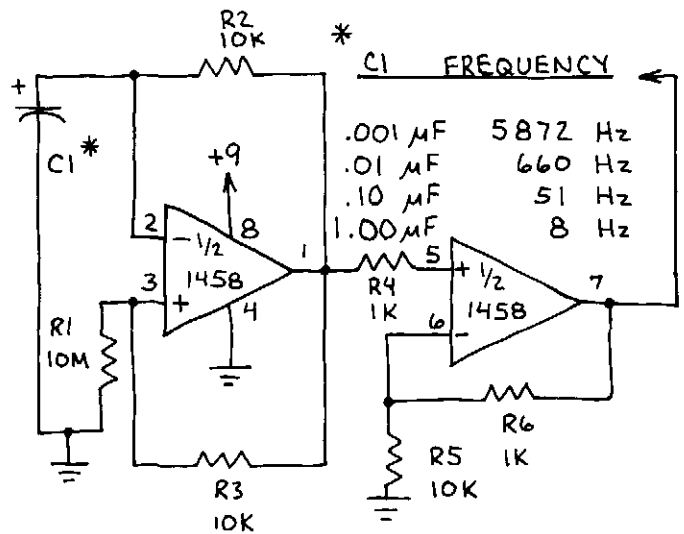 R2
10K
*
C1 FREQUENCY
+
C1 *
+9
.001 µF 5872 Hz
.01 µF 660 Hz
.10 µF 51 Hz
1.00 µF 8 Hz
2
-
8
1/2
1458
1
3
+
4
R1
10M
R4
1K
5
+
1/2
1458
7
6
-
R3
10K
R5
10K
R6
1K